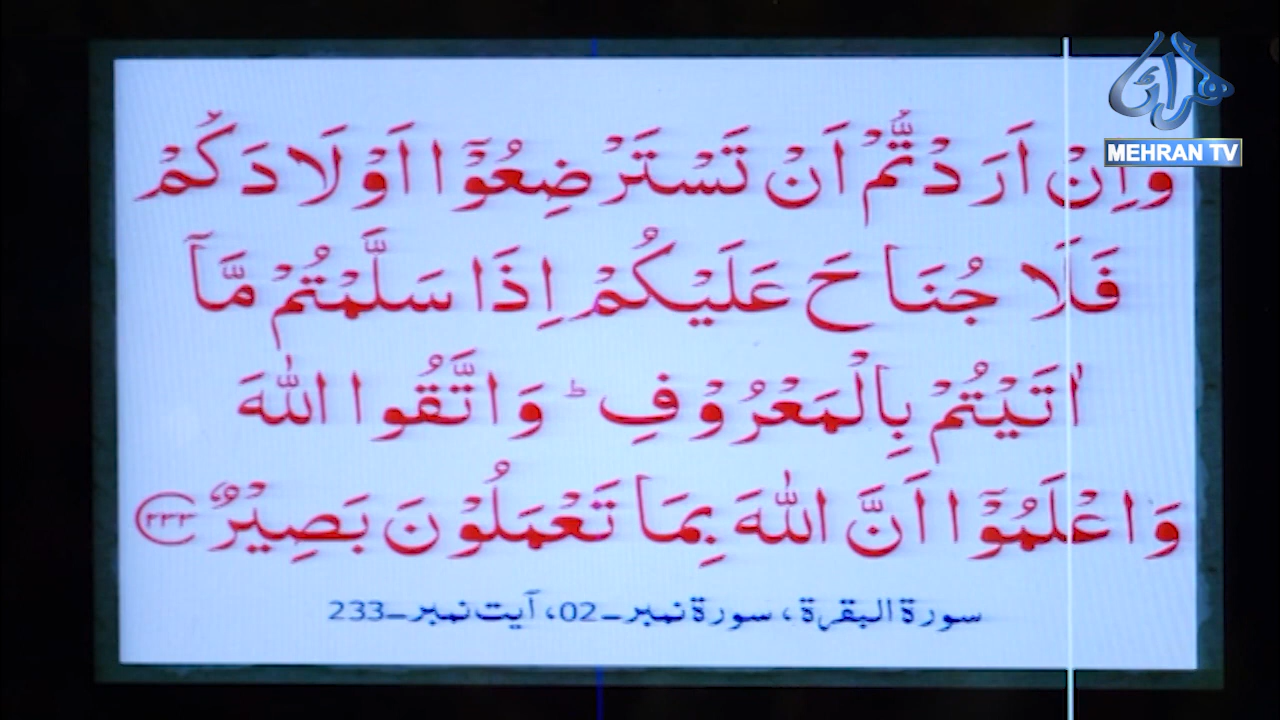 مہران
MEHRAN TV
وَاِنْ اَرَدْتُّمْ اَنْ تَسْتَرْضِعُوْۤا اَوْلَادَكُمْ
فَلَا جُنَاحَ عَلَيْكُمْ اِذَا سَلَّمْتُمْ مَّاۤ
اٰتَيْتُمْ بِالْمَعْرُوْفِ ؕ وَاتَّقُوا اللّٰهَ
وَاعْلَمُوْۤا اَنَّ اللّٰهَ بِمَا تَعْمَلُوْنَ بَصِيْرٌ ۝۲۳۳
سورۃ البقرۃ، سورۃ نمبر۔02، آیت نمبر۔233